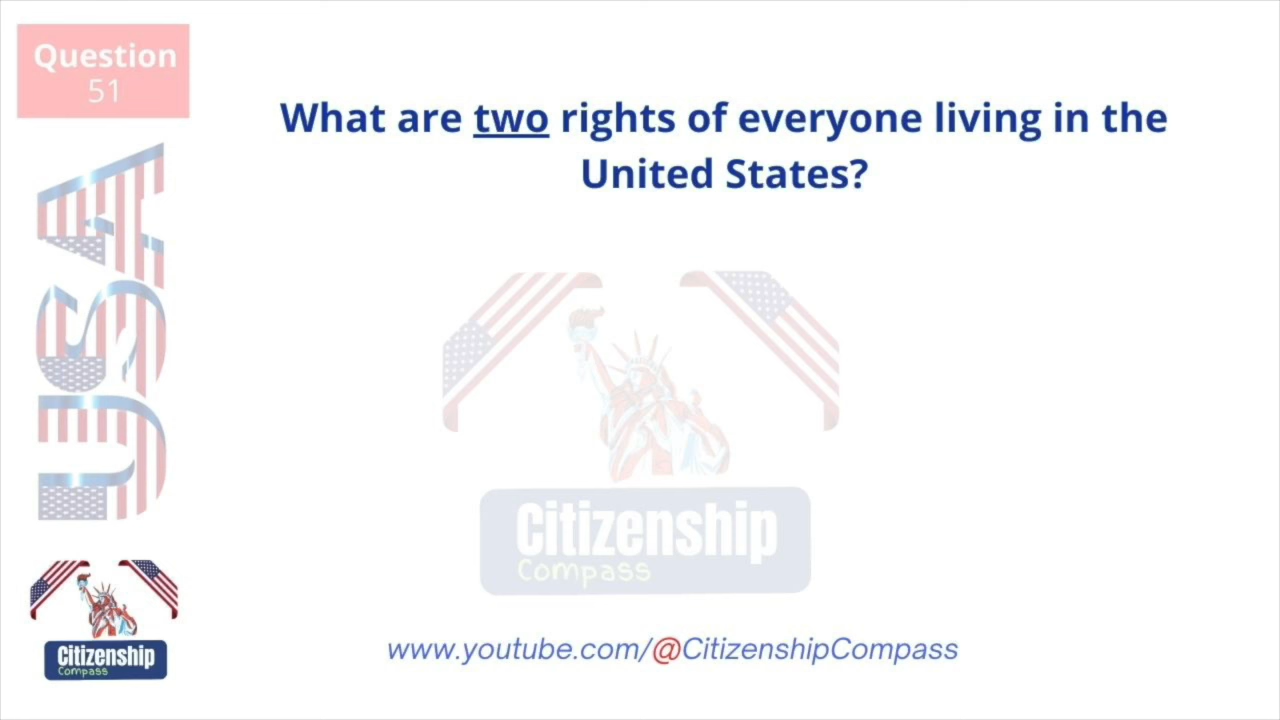 Question
51
What are two rights of everyone living in the
United States?
USA
Citizenship
Compass
Citizenship
Compass
www.youtube.com/@CitizenshipCompass